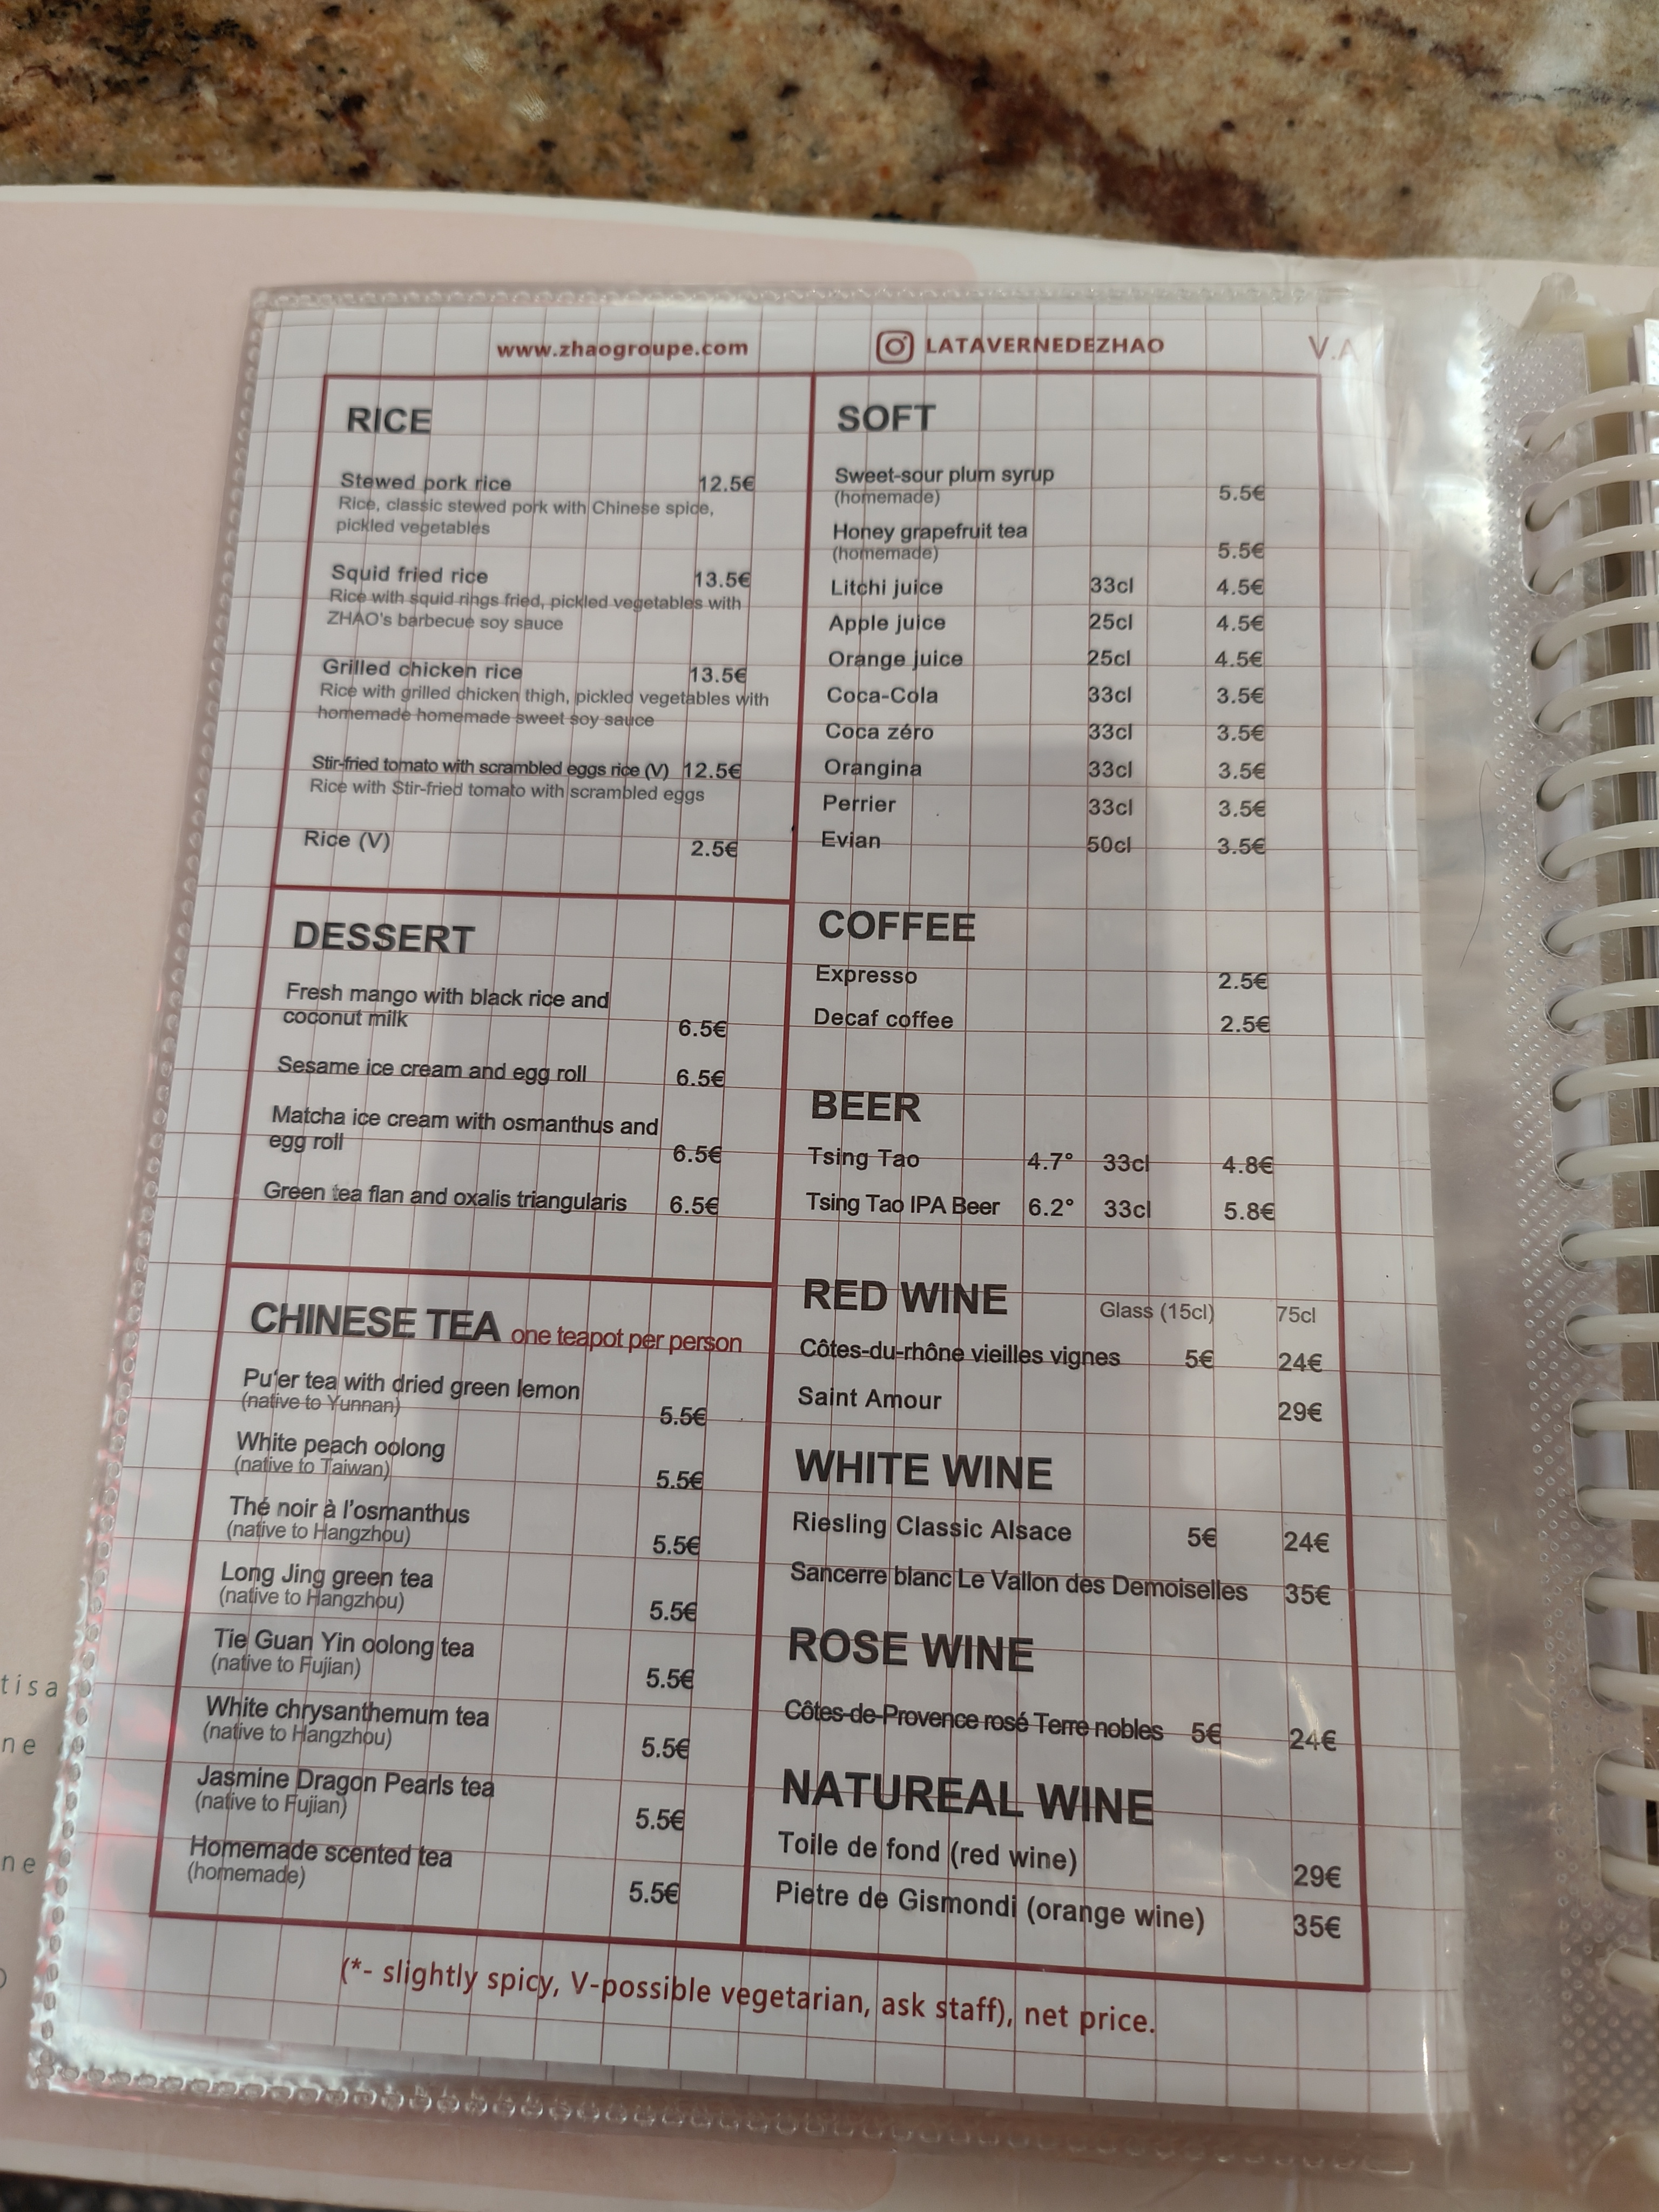 www.zhaogroupe.com
LATAVERNEDEZHAO
V.A
RICE
Stewed pork rice 12.5€
Rice, classic stewed pork with Chinese spice,
pickled vegetables
Squid fried rice 13.5€
Rice with squid rings fried, pickled vegetables with
ZHAO's barbecue soy sauce
Grilled chicken rice 13.5€
Rice with grilled chicken thigh, pickled vegetables with
homemade homemade sweet soy sauce
Stir-fried tomato with scrambled eggs rice (V) 12.5€
Rice with Stir-fried tomato with scrambled eggs
Rice (V) 2.5€
DESSERT
Fresh mango with black rice and
coconut milk 6.5€
Sesame ice cream and egg roll 6.5€
Matcha ice cream with osmanthus and
egg roll 6.5€
Green tea flan and oxalis triangularis 6.5€
CHINESE TEA one teapot per person
Pu'er tea with dried green lemon
(native to Yunnan) 5.5€
White peach oolong
(native to Taiwan) 5.5€
Thé noir à l'osmanthus
(native to Hangzhou) 5.5€
Long Jing green tea
(native to Hangzhou) 5.5€
Tie Guan Yin oolong tea
(native to Fujian) 5.5€
White chrysanthemum tea
(native to Hangzhou) 5.5€
Jasmine Dragon Pearls tea
(native to Fujian) 5.5€
Homemade scented tea
(homemade) 5.5€
SOFT
Sweet-sour plum syrup
(homemade) 5.5€
Honey grapefruit tea
(homemade) 5.5€
Litchi juice 33cl 4.5€
Apple juice 25cl 4.5€
Orange juice 25cl 4.5€
Coca-Cola 33cl 3.5€
Coca zéro 33cl 3.5€
Orangina 33cl 3.5€
Perrier 33cl 3.5€
Evian 50cl 3.5€
COFFEE
Expresso 2.5€
Decaf coffee 2.5€
BEER
Tsing Tao 4.7° 33cl 4.8€
Tsing Tao IPA Beer 6.2° 33cl 5.8€
RED WINE Glass (15cl) 75cl
Côtes-du-rhône vieilles vignes 5€ 24€
Saint Amour 29€
WHITE WINE
Riesling Classic Alsace 5€ 24€
Sancerre blanc Le Vallon des Demoiselles 35€
ROSE WINE
Côtes-de-Provence rosé Terre nobles 5€ 24€
NATUREAL WINE
Toile de fond (red wine) 29€
Pietre de Gismondi (orange wine) 35€
(*- slightly spicy, V-possible vegetarian, ask staff), net price.
tisa
ne
ne